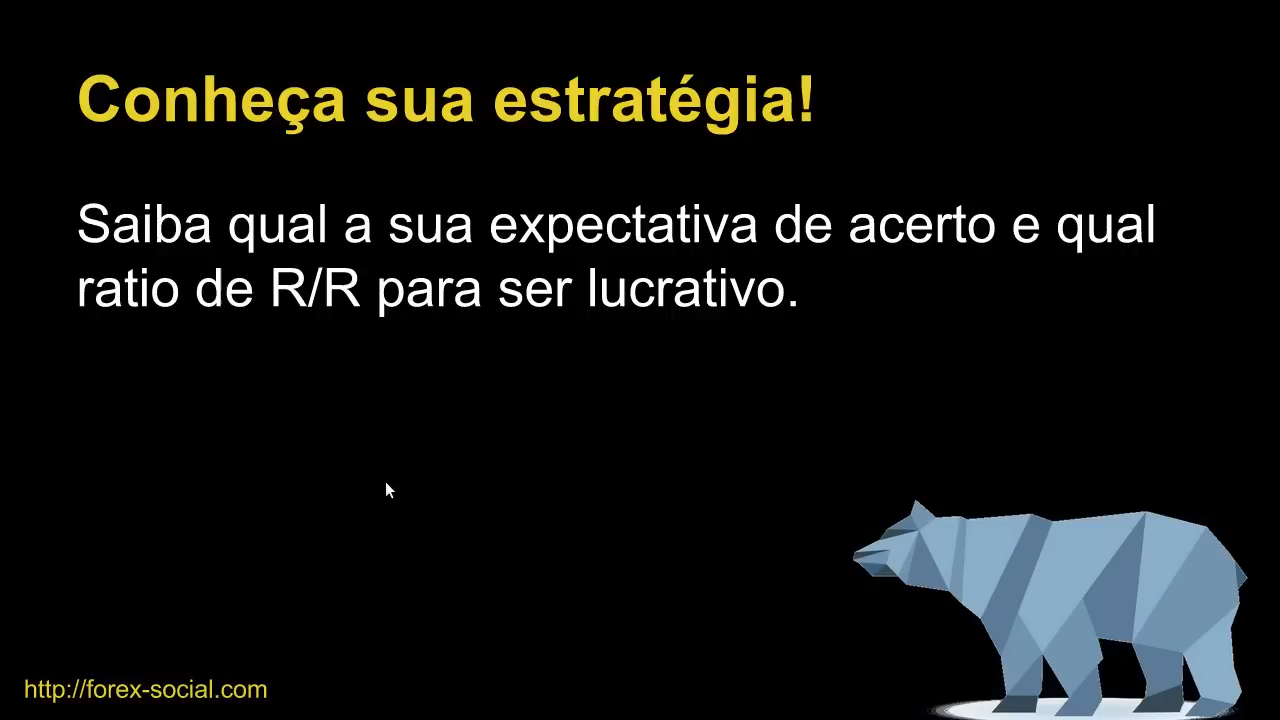 Conheça sua estratégia!
Saiba qual a sua expectativa de acerto e qual
ratio de R/R para ser lucrativo.
http://forex-social.com